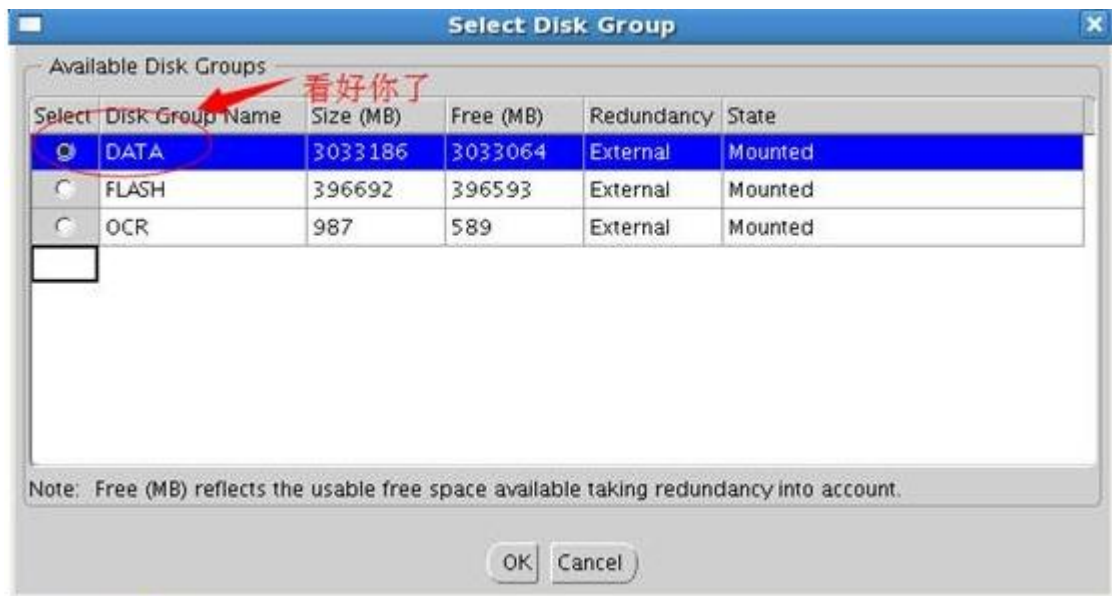 Select Disk Group
Available Disk Groups
看好你了
Select Disk Group Name Size (MB) Free (MB) Redundancy State
DATA 3033186 3033064 External Mounted
FLASH 396692 396593 External Mounted
OCR 987 589 External Mounted
Note: Free (MB) reflects the usable free space available taking redundancy into account.
OK Cancel